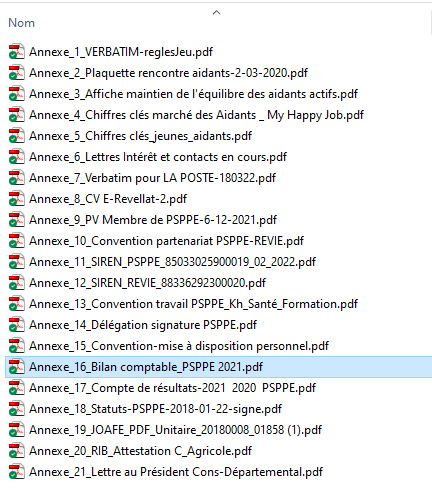 Nom
Annexe_1_VERBATIM-reglesJeu.pdf
Annexe_2_Plaquette rencontre aidants-2-03-2020.pdf
Annexe_3_Affiche maintien de l'équilibre des aidants actifs.pdf
Annexe_4_Chiffres clés marché des Aidants _ My Happy Job.pdf
Annexe_5_Chiffres clés_jeunes_aidants.pdf
Annexe_6_Lettres Intérêt et contacts en cours.pdf
Annexe_7_Verbatim pour LA POSTE-180322.pdf
Annexe_8_CV E-Revellat-2.pdf
Annexe_9_PV Membre de PSPPE-6-12-2021.pdf
Annexe_10_Convention partenariat PSPPE-REVIE.pdf
Annexe_11_SIREN_PSPPE_85033025900019_02_2022.pdf
Annexe_12_SIREN_REVIE_88336292300020.pdf
Annexe_13_Convention travail PSPPE_Kh_Santé_Formation.pdf
Annexe_14_Délégation signature PSPPE.pdf
Annexe_15_Convention-mise à disposition personnel.pdf
Annexe_16_Bilan comptable_PSPPE 2021.pdf
Annexe_17_Compte de résultats-2021  2020  PSPPE.pdf
Annexe_18_Statuts-PSPPE-2018-01-22-signe.pdf
Annexe_19_JOAFE_PDF_Unitaire_20180008_01858 (1).pdf
Annexe_20_RIB_Attestation C_Agricole.pdf
Annexe_21_Lettre au Président Cons-Départemental.pdf